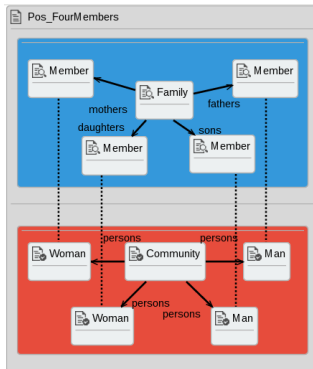 Pos_FourMembers
Member
Member
Family
mothers
fathers
daughters
sons
Member
Member
persons
persons
Woman
Community
Man
persons
persons
Woman
Man